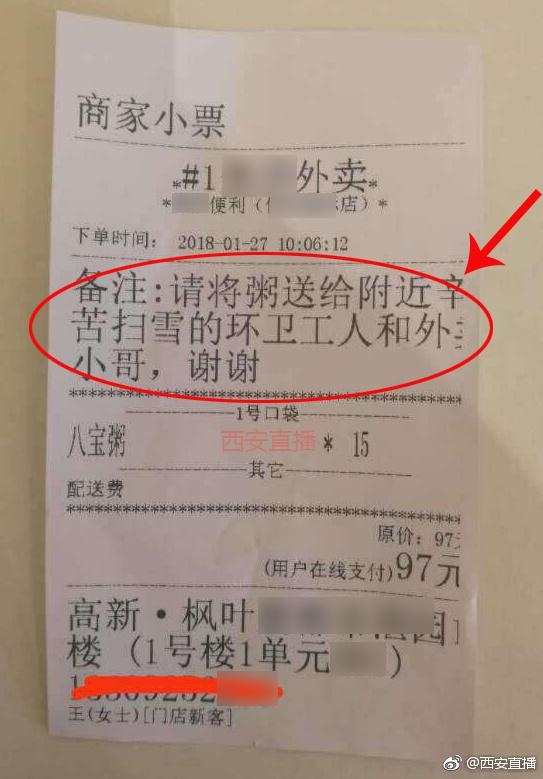 商家小票
*#1 外卖*
* 便利( 店)*
下单时间: 2018-01-27 10:06:12
备注:请将粥送给附近辛
苦扫雪的环卫工人和外
小哥,谢谢
********************************
1号口袋
八宝粥 * 15
西安直播
其它
配送费
********************************
原价: 97元
(用户在线支付)97元
高新·枫叶
楼 (1号楼1单元 )
王(女士)[门店新客]
@西安直播